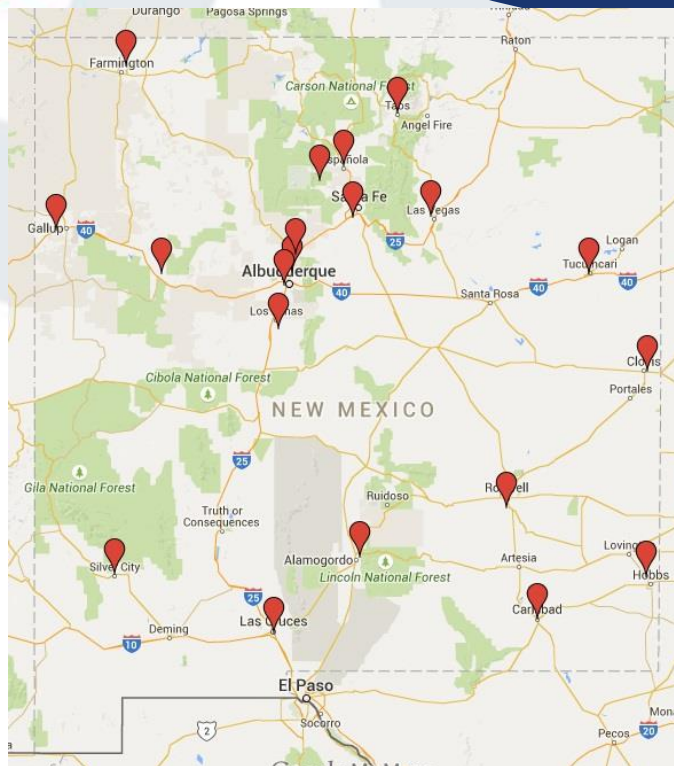 Durango
Pagosa Springs
Trinidad
Farmington
Raton
Carson National Forest
Taos
Angel Fire
Española
Santa Fe
Las Vegas
Gallup
40
25
Logan
Tucumcari
Albuquerque
40
Santa Rosa
40
40
Los Lunas
Clovis
Portales
Cibola National Forest
NEW MEXICO
25
Gila National Forest
Roswell
Ruidoso
Truth or
Consequences
Silver City
Alamogordo
Lincoln National Forest
Artesia
Lovington
Hobbs
25
Las Cruces
Carlsbad
10
Deming
El Paso
Socorro
2
20
Pecos